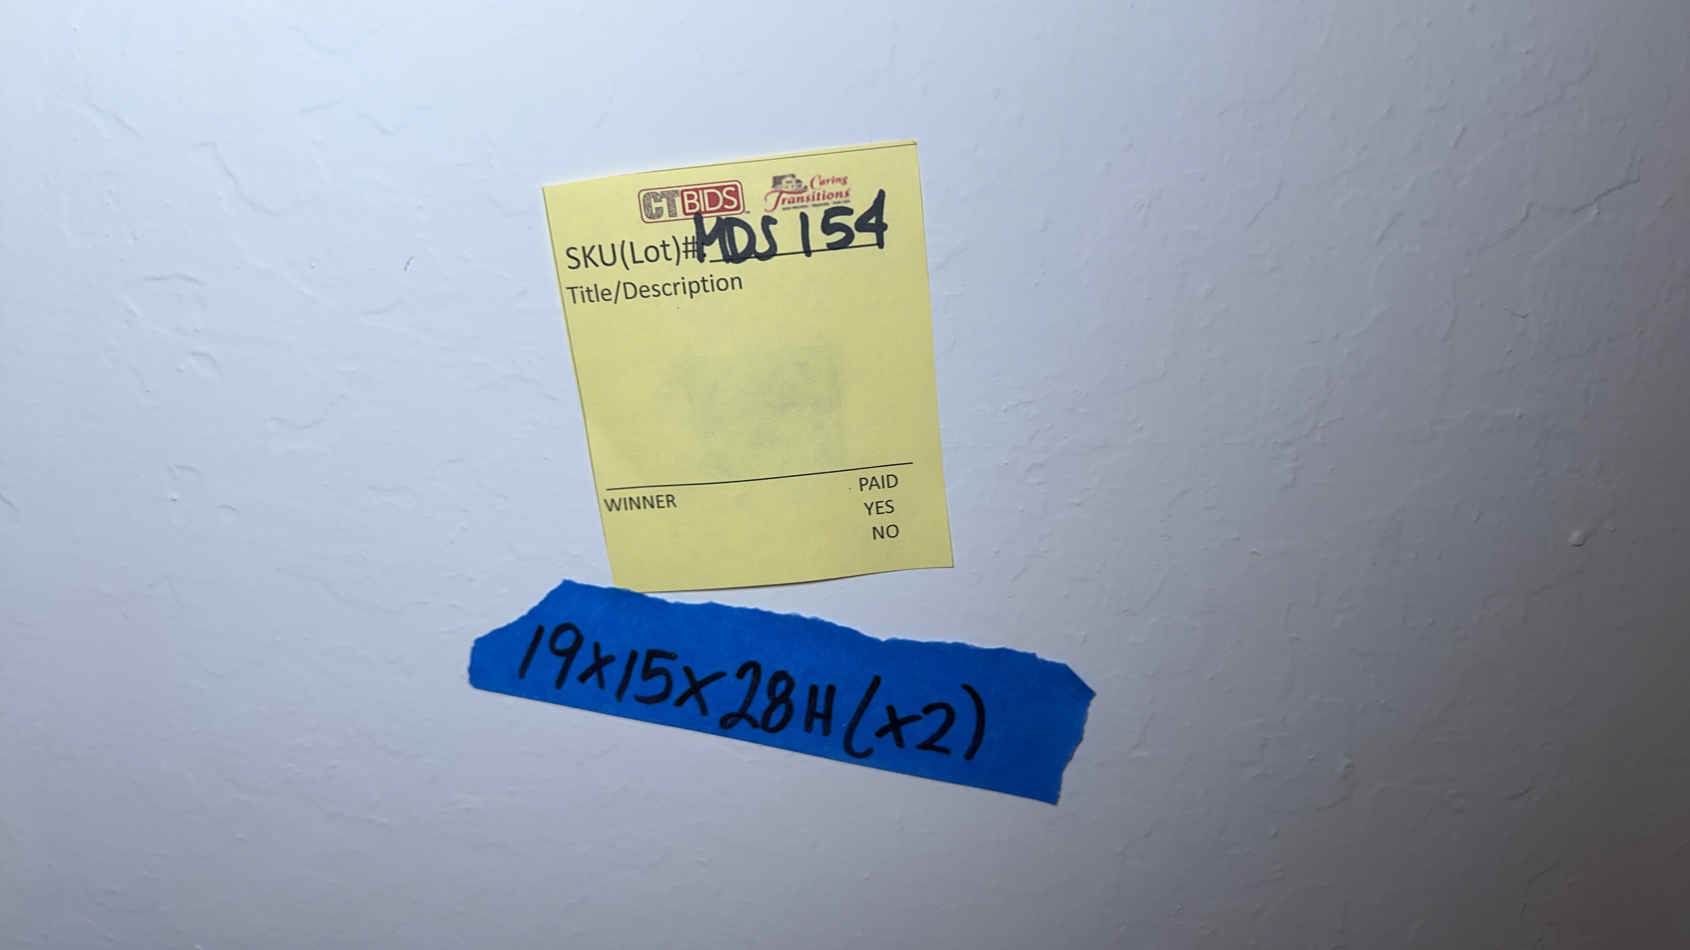 CTBIDS
Caring
Transitions
SKU(Lot)# MDS 154
Title/Description
WINNER
PAID
YES
NO
19x15x28H(x2)